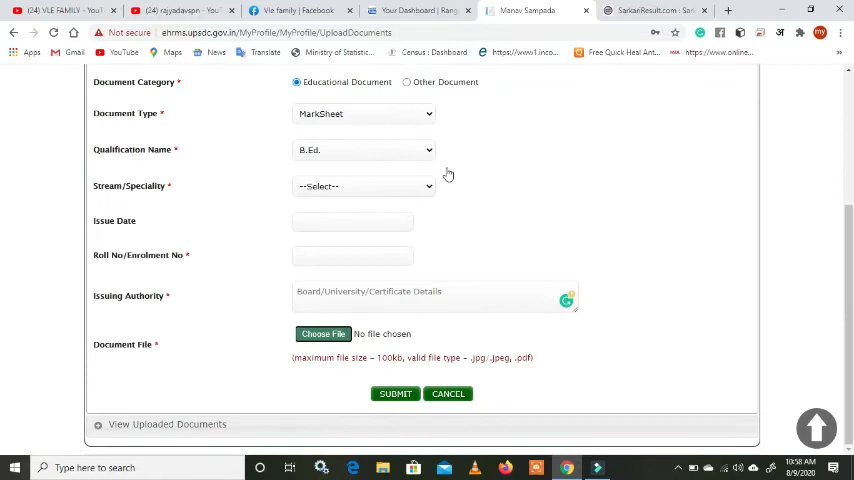 (24) VLE FAMILY - YouT
(24) rajyadavspn - YouT
Vle family | Facebook
Your Dashboard | Rang
Manav Sampada
SarkariResult.com : Sark
Not secure
ehrms.upsdc.gov.in/MyProfile/MyProfile/UploadDocuments
Apps
Gmail
YouTube
Maps
News
Translate
Ministry of Statistic...
Census : Dashboard
https://www1.inco...
Free Quick Heal Ant...
https://www.online...
Document Category *
Educational Document
Other Document
Document Type *
MarkSheet
Qualification Name *
B.Ed.
Stream/Speciality *
--Select--
Issue Date
Roll No/Enrolment No *
Issuing Authority *
Board/University/Certificate Details
Choose File No file chosen
Document File *
(maximum file size - 100kb, valid file type - .jpg/.jpeg, .pdf)
SUBMIT
CANCEL
View Uploaded Documents
Type here to search
10:58 AM
8/9/2020